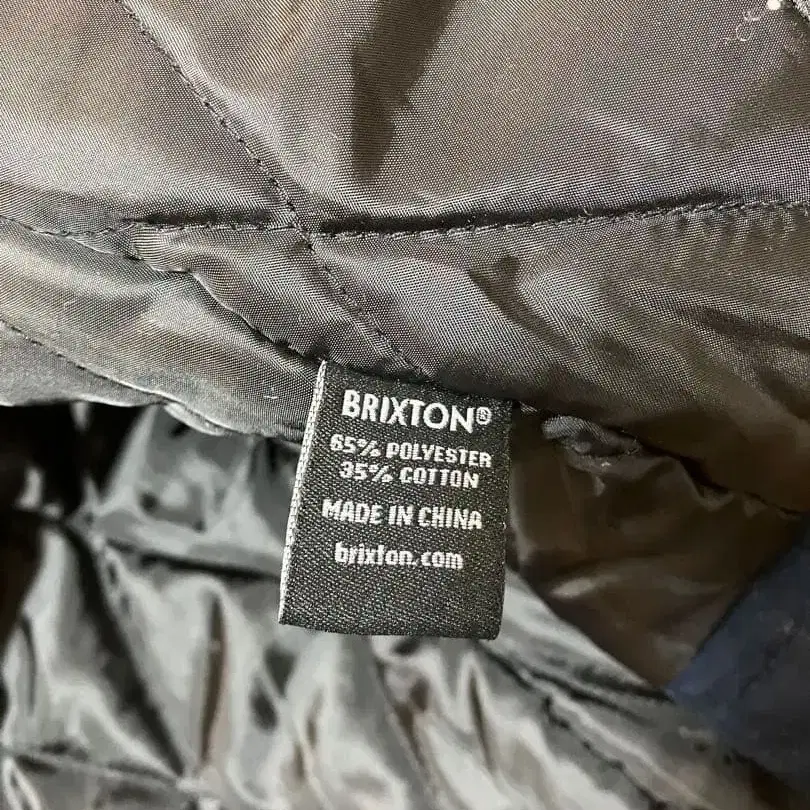 BRIXTON®
65% POLYESTER
35% COTTON
MADE IN CHINA
brixton.com